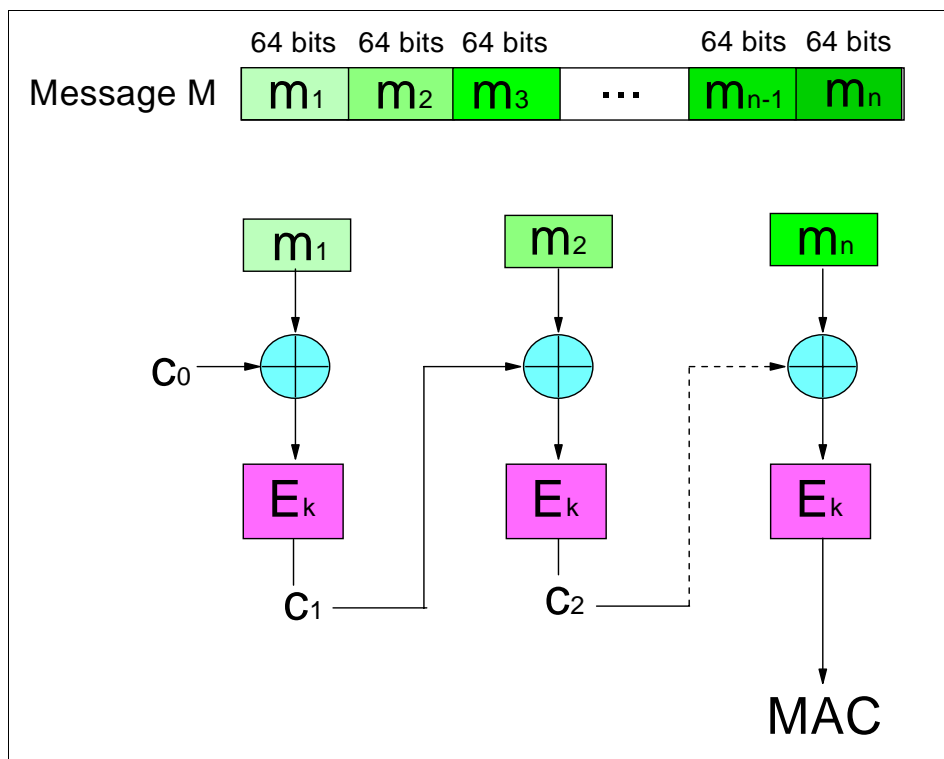 64 bits 64 bits 64 bits 64 bits 64 bits
Message M m1 m2 m3 ... mn-1 mn
m1 m2 mn
c0
Ek Ek Ek
c1 c2
MAC